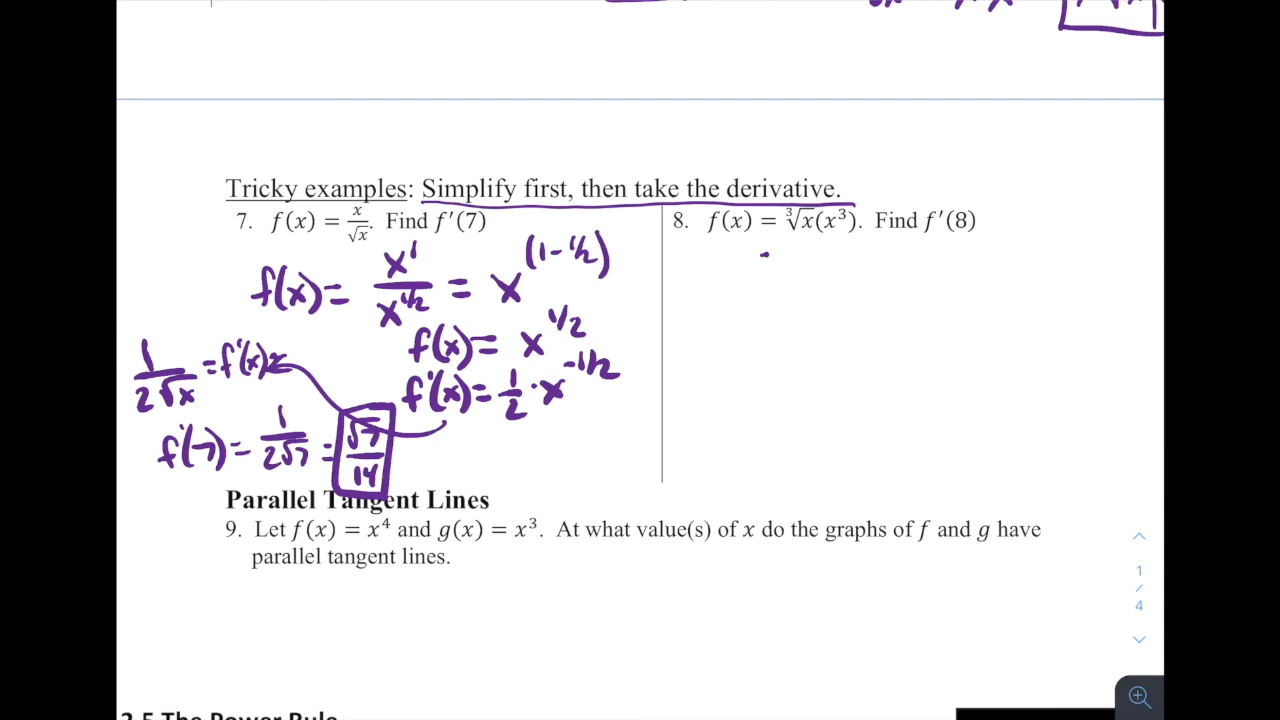 Tricky examples: Simplify first, then take the derivative.
7. f(x) = x/√x. Find f′(7)
f(x) = x¹/x^(1/2) = x^(1-1/2)
f(x) = x^(1/2)
f'(x) = 1/2 · x^(-1/2)
1/(2√x) = f'(x)
f'(7) = 1/(2√7) = √7/14
8. f(x) = ∛x(x³). Find f′(8)
Parallel Tangent Lines
9. Let f(x) = x⁴ and g(x) = x³. At what value(s) of x do the graphs of f and g have
parallel tangent lines.
1
/
4
2.5 The Power Rule